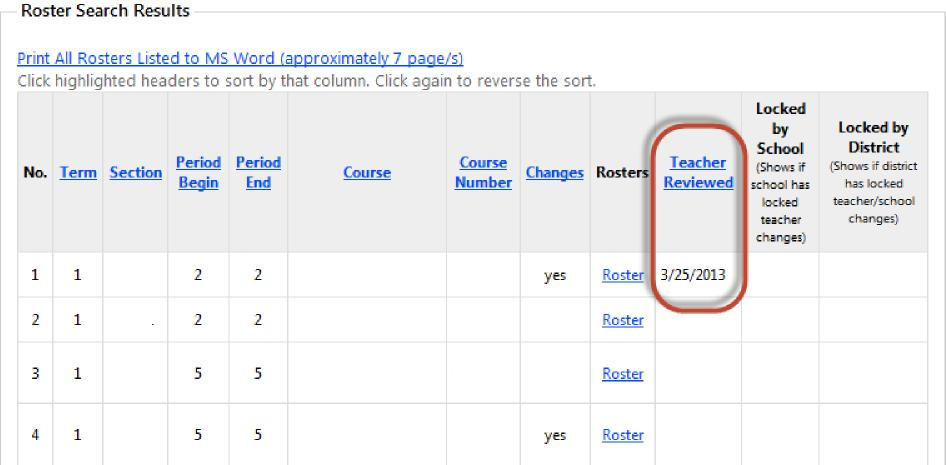 Roster Search Results
Print All Rosters Listed to MS Word (approximately 7 page/s)
Click highlighted headers to sort by that column. Click again to reverse the sort.
No. Term Section Period Begin Period End Course Course Number Changes Rosters Teacher Reviewed Locked by School (Shows if school has locked teacher changes) Locked by District (Shows if district has locked teacher/school changes)
1 1 2 2 yes Roster 3/25/2013
2 1 . 2 2 Roster
3 1 5 5 Roster
4 1 5 5 yes Roster